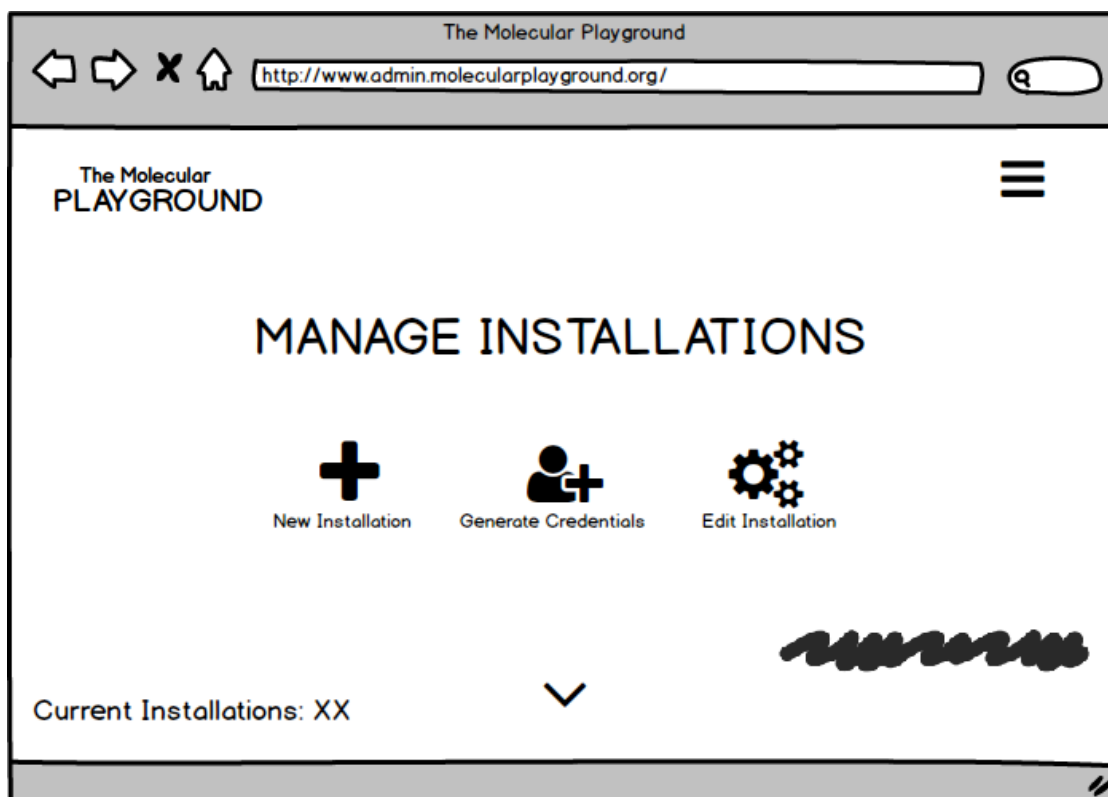 The Molecular Playground
http://www.admin.molecularplayground.org/
The Molecular
PLAYGROUND
MANAGE INSTALLATIONS
New Installation Generate Credentials Edit Installation
Current Installations: XX